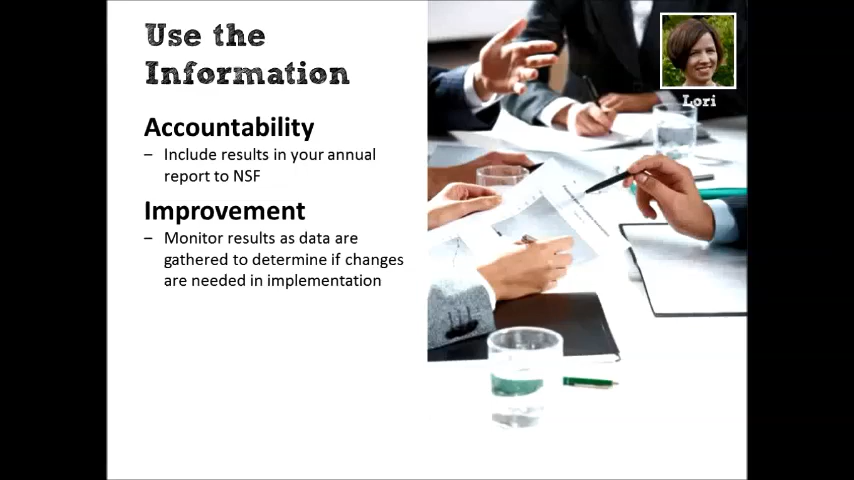 Use the
Information
Accountability
– Include results in your annual
report to NSF
Improvement
– Monitor results as data are
gathered to determine if changes
are needed in implementation
Lori